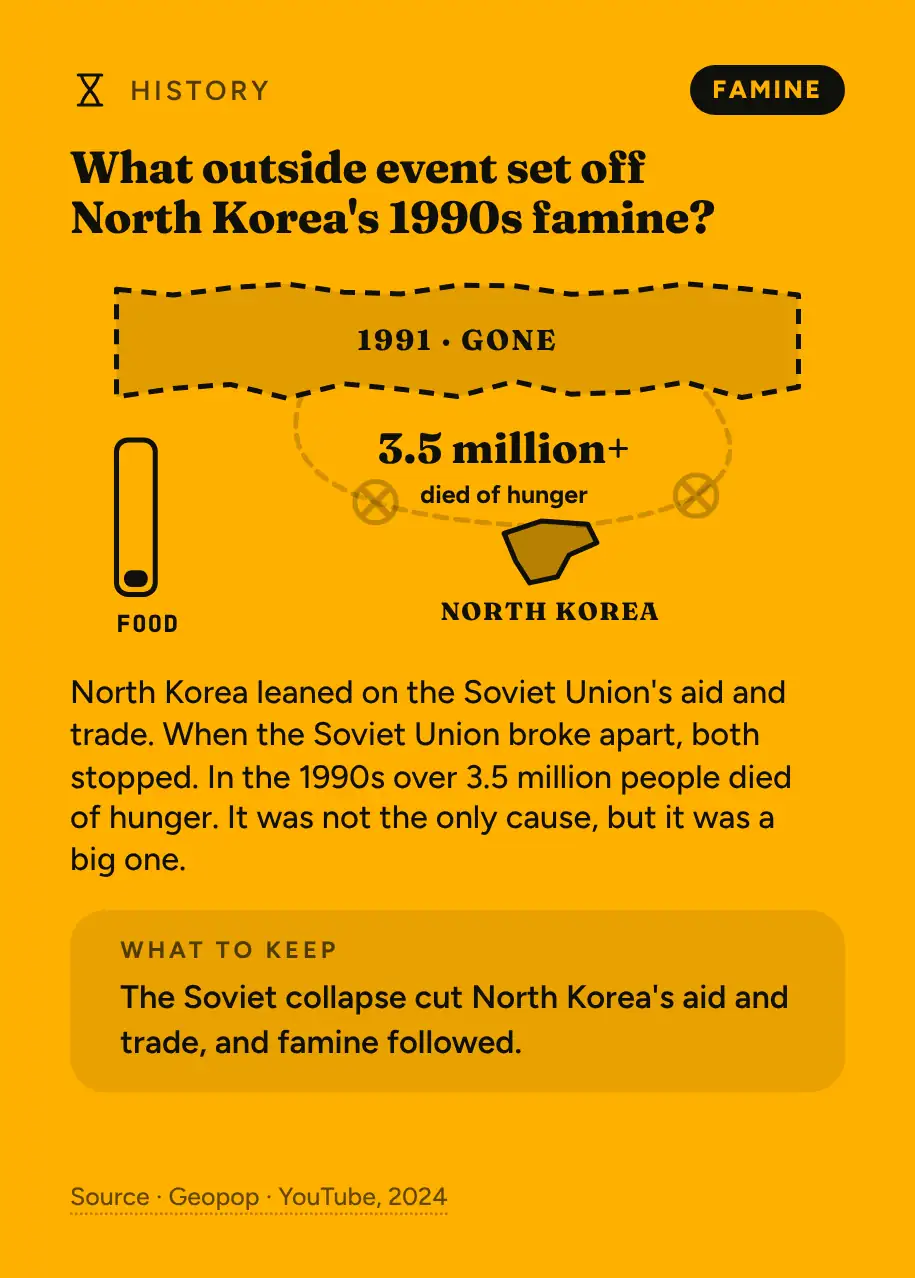 HISTORY
FAMINE
What outside event set off
North Korea's 1990s famine?
1991 · GONE
3.5 million+
died of hunger
NORTH KOREA
FOOD
North Korea leaned on the Soviet Union's aid and
trade. When the Soviet Union broke apart, both
stopped. In the 1990s over 3.5 million people died
of hunger. It was not the only cause, but it was a
big one.
WHAT TO KEEP
The Soviet collapse cut North Korea's aid and
trade, and famine followed.
Source · Geopop · YouTube, 2024